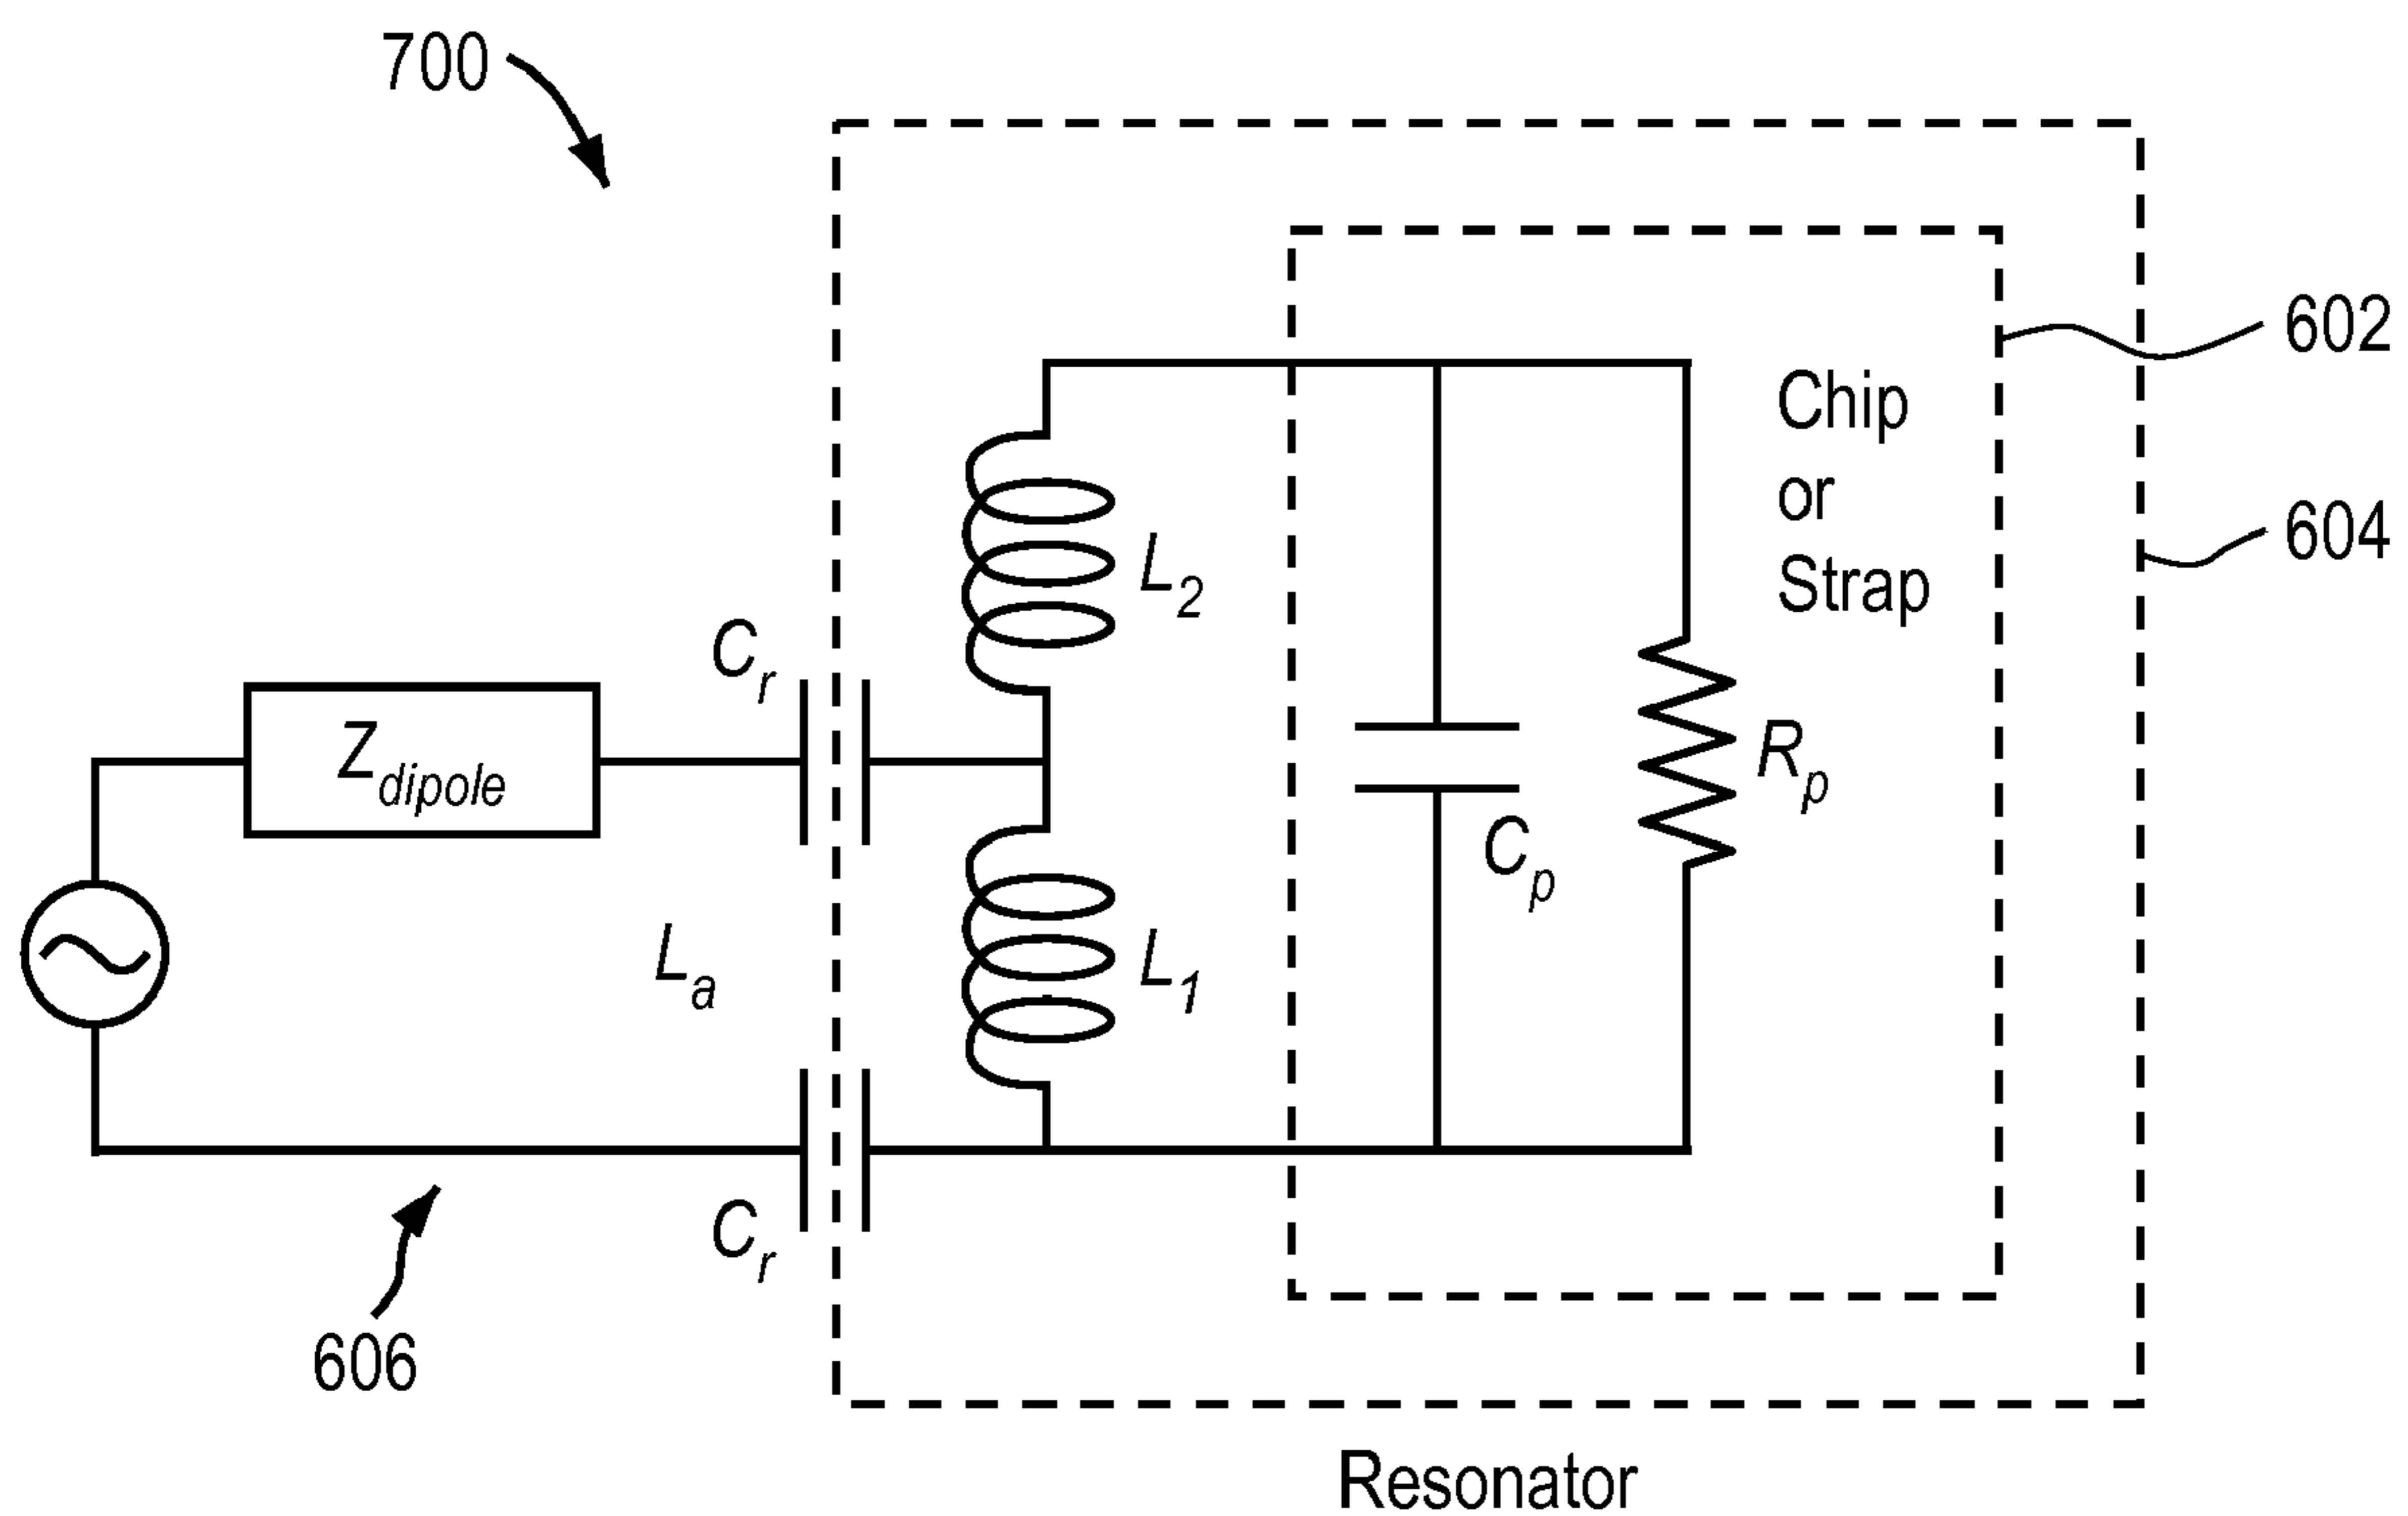 700
602
Chip
or
Strap
604
L2
Cr
Zdipole
Rp
Cp
La
L1
Cr
606
Resonator